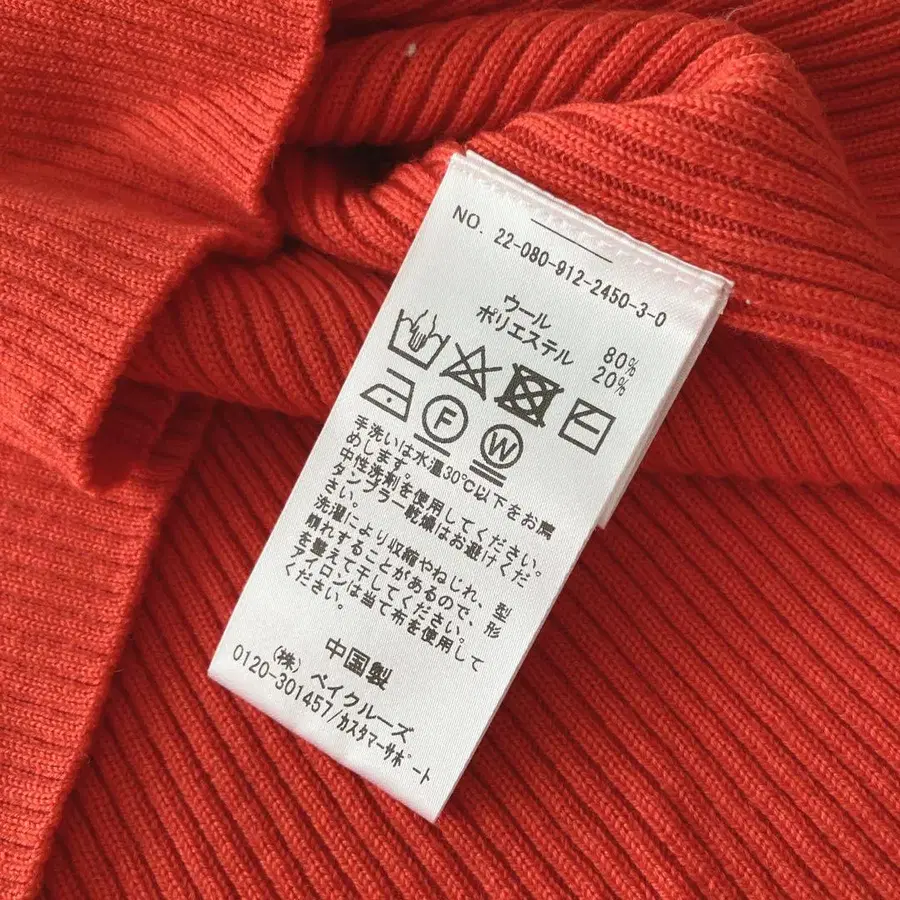 NO. 22-080-912-2450-3-0
ウール 80%
ポリエステル 20%
F
W
手洗いは水温30℃以下をお薦
めします。
中性洗剤を使用してください。
タンブラー乾燥はお避けくだ
さい。
洗濯により収縮やねじれ、型
崩れすることがあるので、形
を整えて干してください。
アイロンは当て布を使用して
ください。
中国製
(株) ベイクルーズ
0120-301457/カスタマーサポート